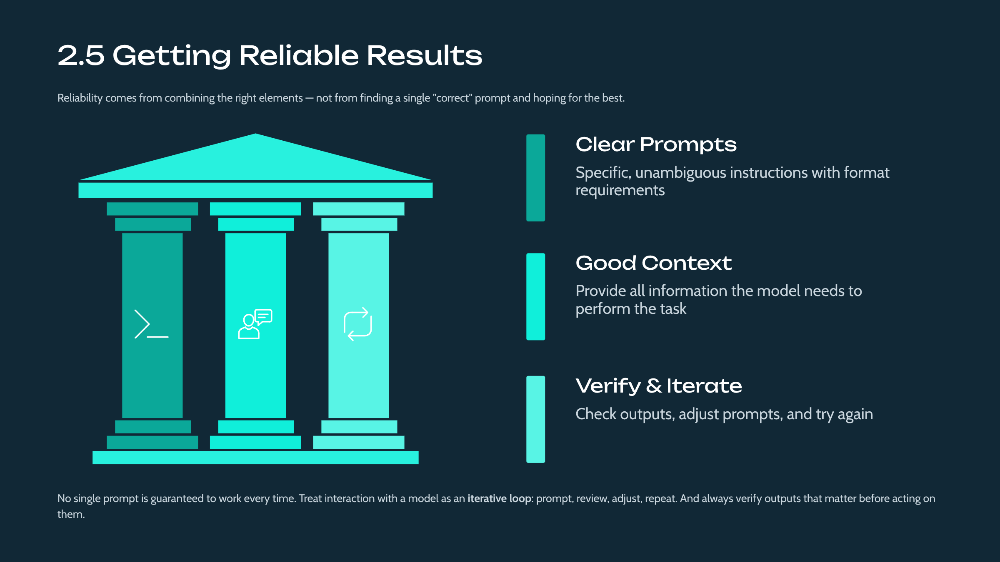 2.5 Getting Reliable Results
Reliability comes from combining the right elements — not from finding a single "correct" prompt and hoping for the best.
Clear Prompts
Specific, unambiguous instructions with format
requirements
Good Context
Provide all information the model needs to
perform the task
Verify & Iterate
Check outputs, adjust prompts, and try again
No single prompt is guaranteed to work every time. Treat interaction with a model as an iterative loop: prompt, review, adjust, repeat. And always verify outputs that matter before acting on
them.